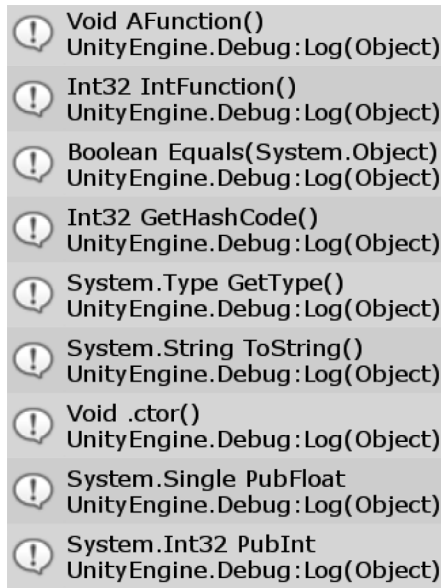 Void AFunction()
UnityEngine.Debug:Log(Object)
Int32 IntFunction()
UnityEngine.Debug:Log(Object)
Boolean Equals(System.Object)
UnityEngine.Debug:Log(Object)
Int32 GetHashCode()
UnityEngine.Debug:Log(Object)
System.Type GetType()
UnityEngine.Debug:Log(Object)
System.String ToString()
UnityEngine.Debug:Log(Object)
Void .ctor()
UnityEngine.Debug:Log(Object)
System.Single PubFloat
UnityEngine.Debug:Log(Object)
System.Int32 PubInt
UnityEngine.Debug:Log(Object)